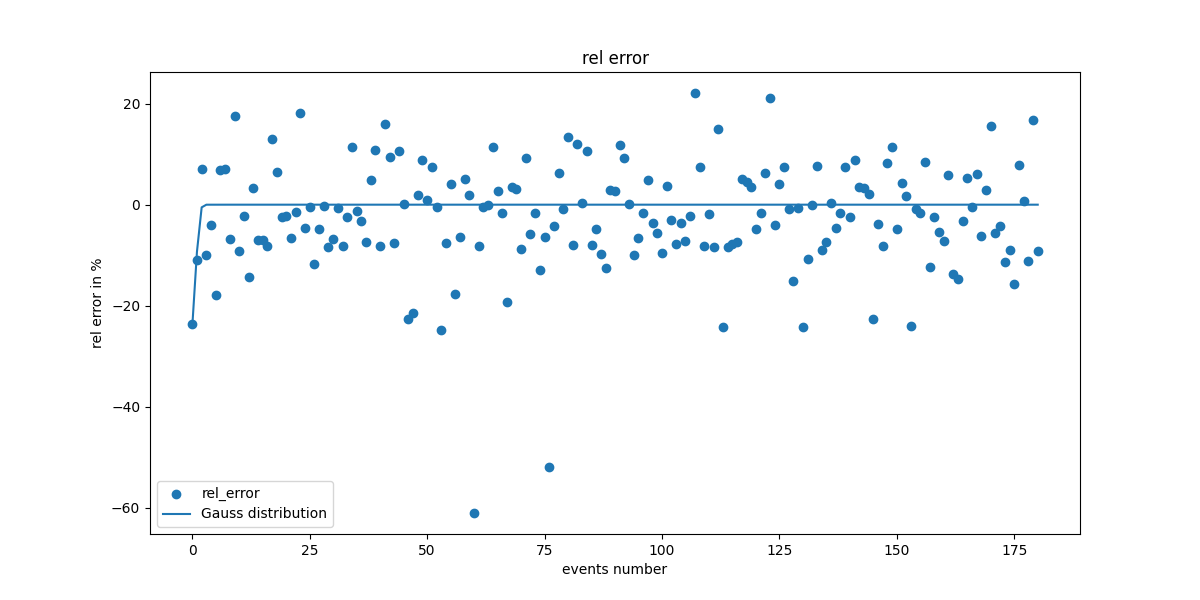 rel error
20
0
−20
−40
−60
rel error in %
rel_error
Gauss distribution
0
25
50
75
100
125
150
175
events number